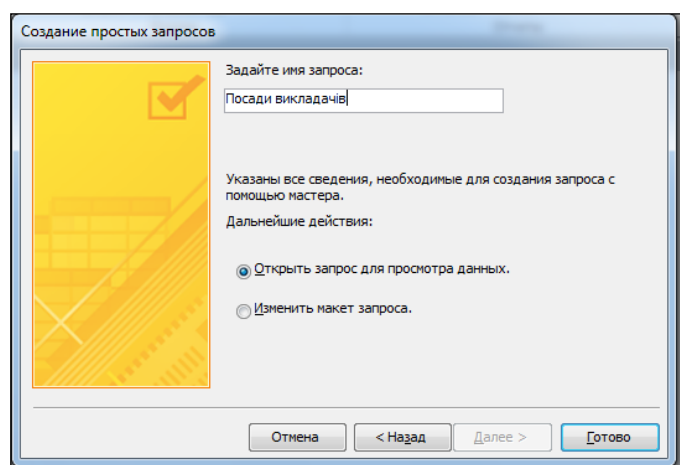 Создание простых запросов
Задайте имя запроса:
Посади викладачів
Указаны все сведения, необходимые для создания запроса с
помощью мастера.
Дальнейшие действия:
Открыть запрос для просмотра данных.
Изменить макет запроса.
Отмена
< Назад
Далее >
Готово